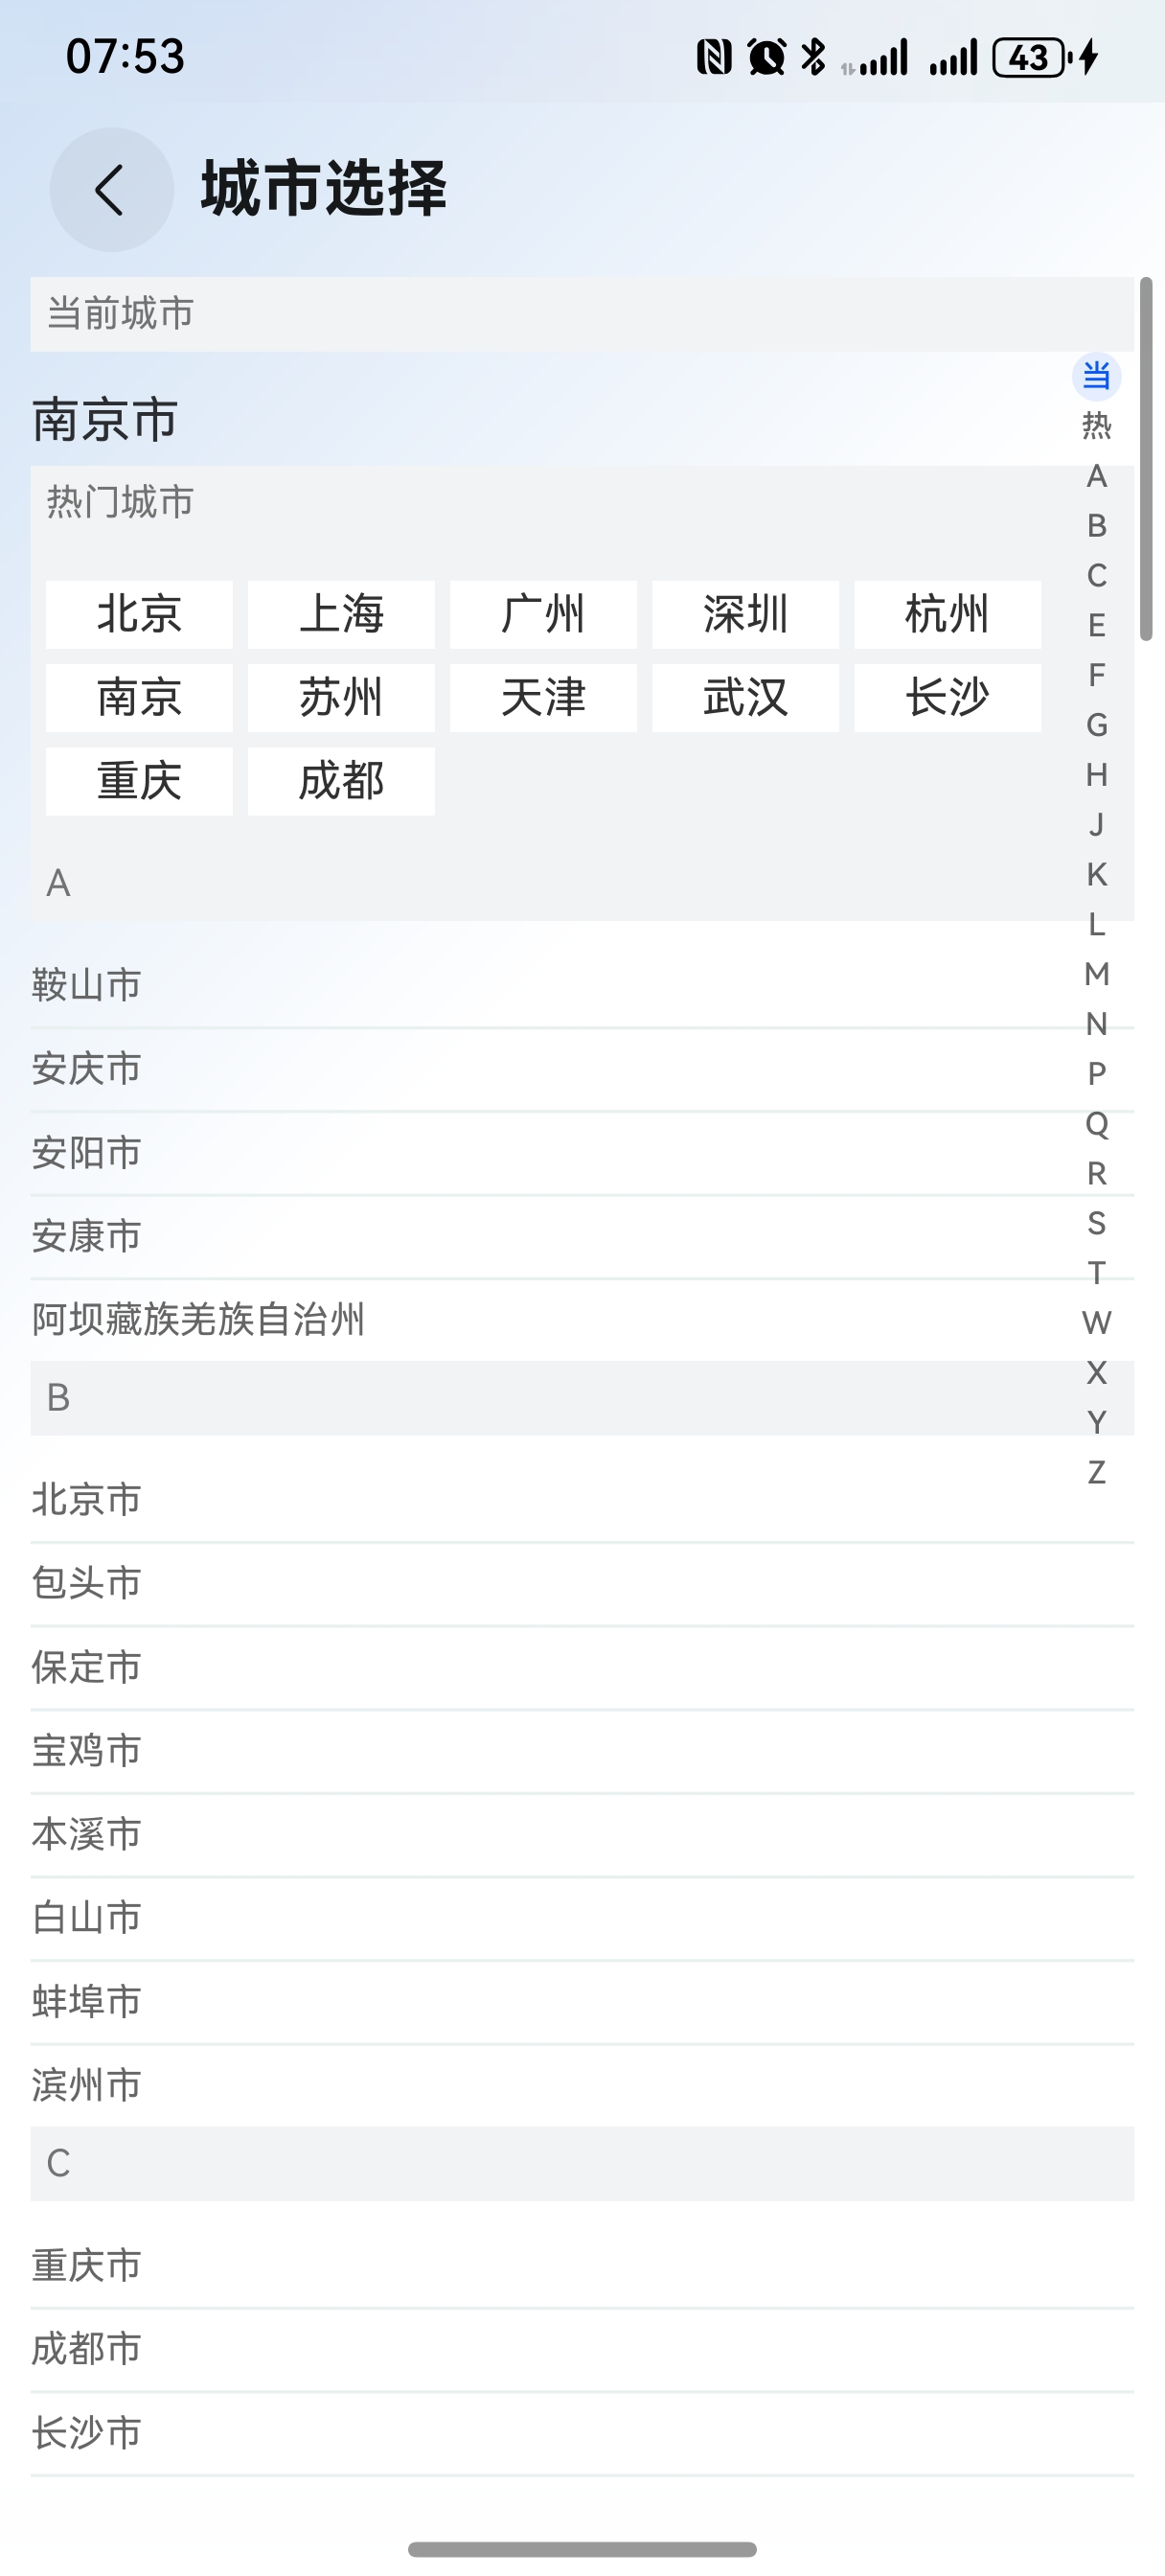 07:53
43
城市选择
当前城市
南京市
热门城市
北京 上海 广州 深圳 杭州
南京 苏州 天津 武汉 长沙
重庆 成都
A
鞍山市
安庆市
安阳市
安康市
阿坝藏族羌族自治州
B
北京市
包头市
保定市
宝鸡市
本溪市
白山市
蚌埠市
滨州市
C
重庆市
成都市
长沙市
当
热
A
B
C
E
F
G
H
J
K
L
M
N
P
Q
R
S
T
W
X
Y
Z